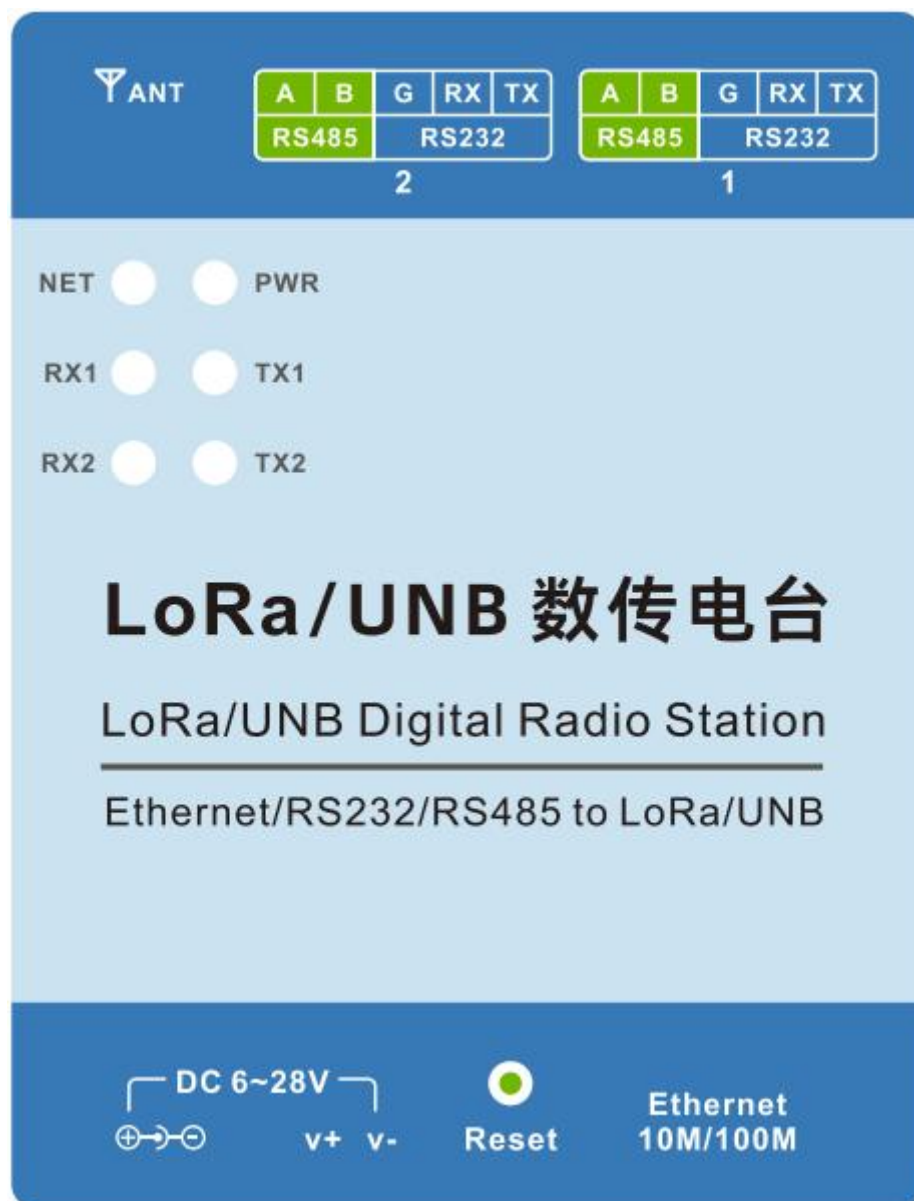 ANT
A B G RX TX A B G RX TX
RS485 RS232 RS485 RS232
2 1
NET PWR
RX1 TX1
RX2 TX2
LoRa/UNB 数传电台
LoRa/UNB Digital Radio Station
Ethernet/RS232/RS485 to LoRa/UNB
DC 6~28V
v+ v-
Reset
Ethernet
10M/100M